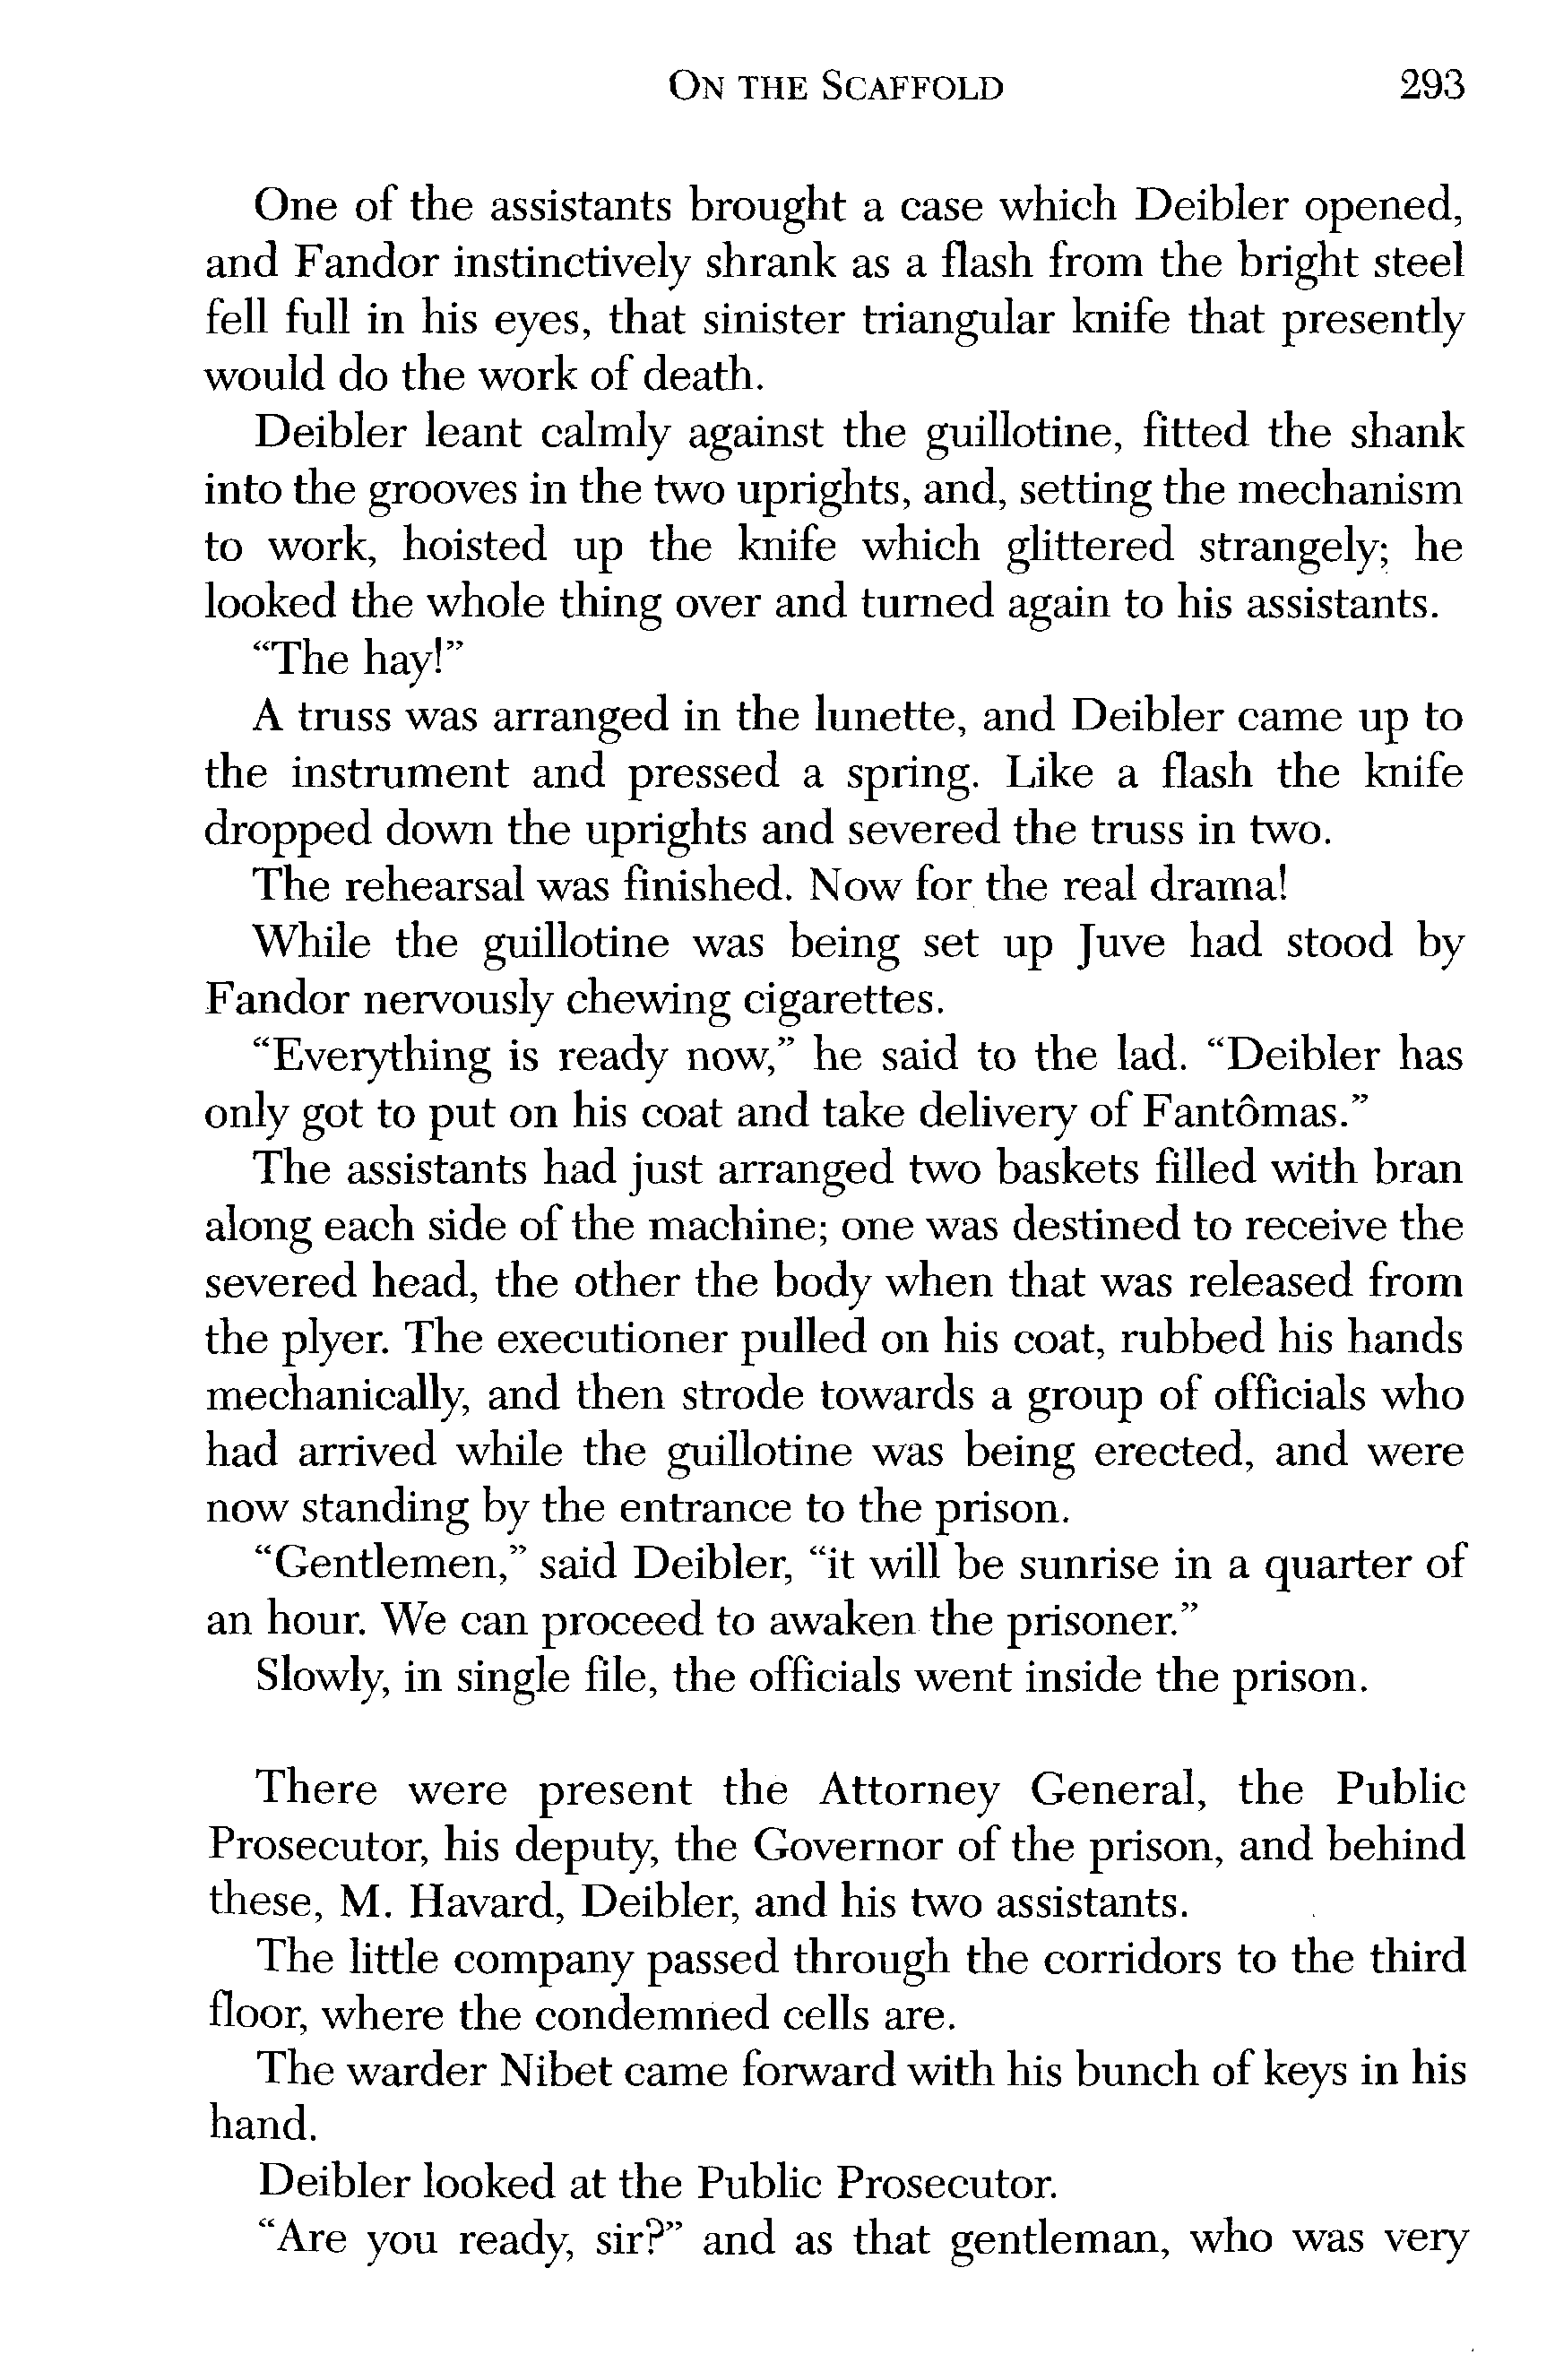 ON THE SCAFFOLD 293
One of the assistants brought a case which Deibler opened,
and Fandor instinctively shrank as a flash from the bright steel
fell full in his eyes, that sinister triangular knife that presently
would do the work of death.
Deibler leant calmly against the guillotine, fitted the shank
into the grooves in the two uprights, and, setting the mechanism
to work, hoisted up the knife which glittered strangely; he
looked the whole thing over and turned again to his assistants.
“The hay!”
A truss was arranged in the lunette, and Deibler came up to
the instrument and pressed a spring. Like a flash the knife
dropped down the uprights and severed the truss in two.
The rehearsal was finished. Now for the real drama!
While the guillotine was being set up Juve had stood by
Fandor nervously chewing cigarettes.
“Everything is ready now,” he said to the lad. “Deibler has
only got to put on his coat and take delivery of Fantômas.”
The assistants had just arranged two baskets filled with bran
along each side of the machine; one was destined to receive the
severed head, the other the body when that was released from
the plyer. The executioner pulled on his coat, rubbed his hands
mechanically, and then strode towards a group of officials who
had arrived while the guillotine was being erected, and were
now standing by the entrance to the prison.
“Gentlemen,” said Deibler, “it will be sunrise in a quarter of
an hour. We can proceed to awaken the prisoner.”
Slowly, in single file, the officials went inside the prison.
There were present the Attorney General, the Public
Prosecutor, his deputy, the Governor of the prison, and behind
these, M. Havard, Deibler, and his two assistants.
The little company passed through the corridors to the third
floor, where the condemned cells are.
The warder Nibet came forward with his bunch of keys in his
hand.
Deibler looked at the Public Prosecutor.
“Are you ready, sir?” and as that gentleman, who was very